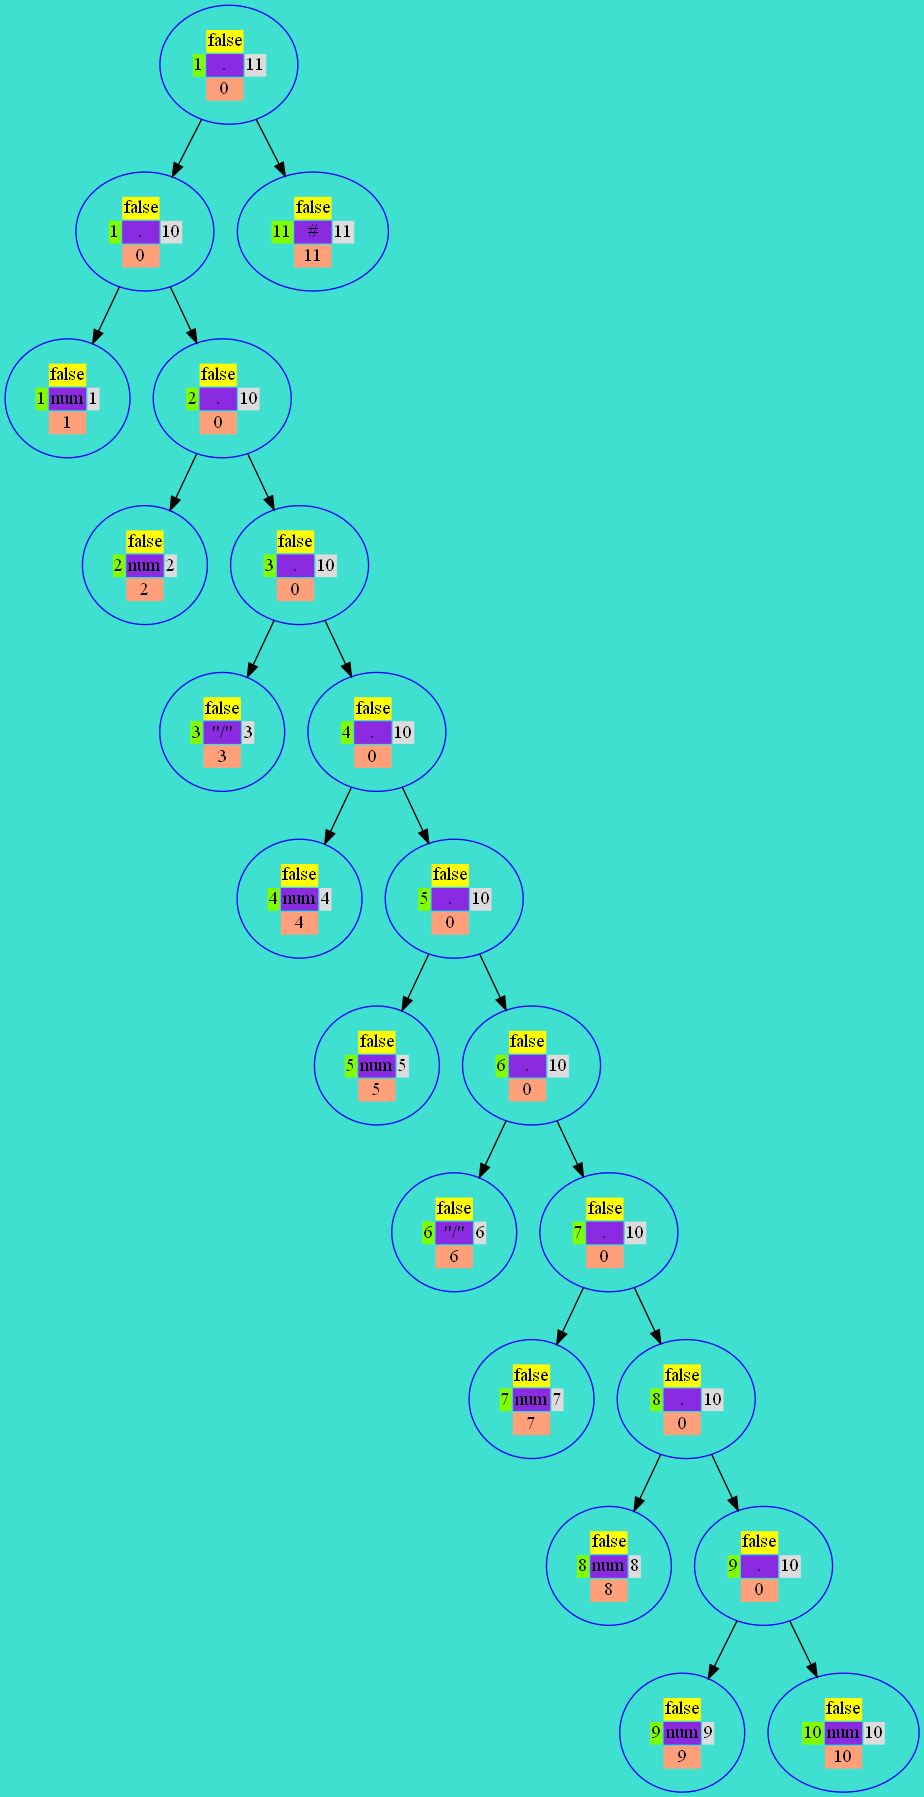 false
1 . 11
0
false
1 . 10
0
false
11 # 11
11
false
1 num 1
1
false
2 . 10
0
false
2 num 2
2
false
3 . 10
0
false
3 "/" 3
3
false
4 . 10
0
false
4 num 4
4
false
5 . 10
0
false
5 num 5
5
false
6 . 10
0
false
6 "/" 6
6
false
7 . 10
0
false
7 num 7
7
false
8 . 10
0
false
8 num 8
8
false
9 . 10
0
false
9 num 9
9
false
10 num 10
10